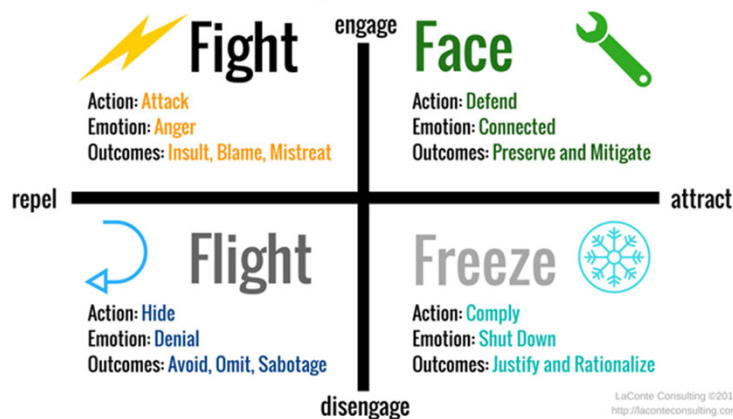 engage
Fight
Action: Attack
Emotion: Anger
Outcomes: Insult, Blame, Mistreat
Face
Action: Defend
Emotion: Connected
Outcomes: Preserve and Mitigate
repel
attract
Flight
Action: Hide
Emotion: Denial
Outcomes: Avoid, Omit, Sabotage
Freeze
Action: Comply
Emotion: Shut Down
Outcomes: Justify and Rationalize
disengage
LaConte Consulting ©201
http://laconteconsulting.co